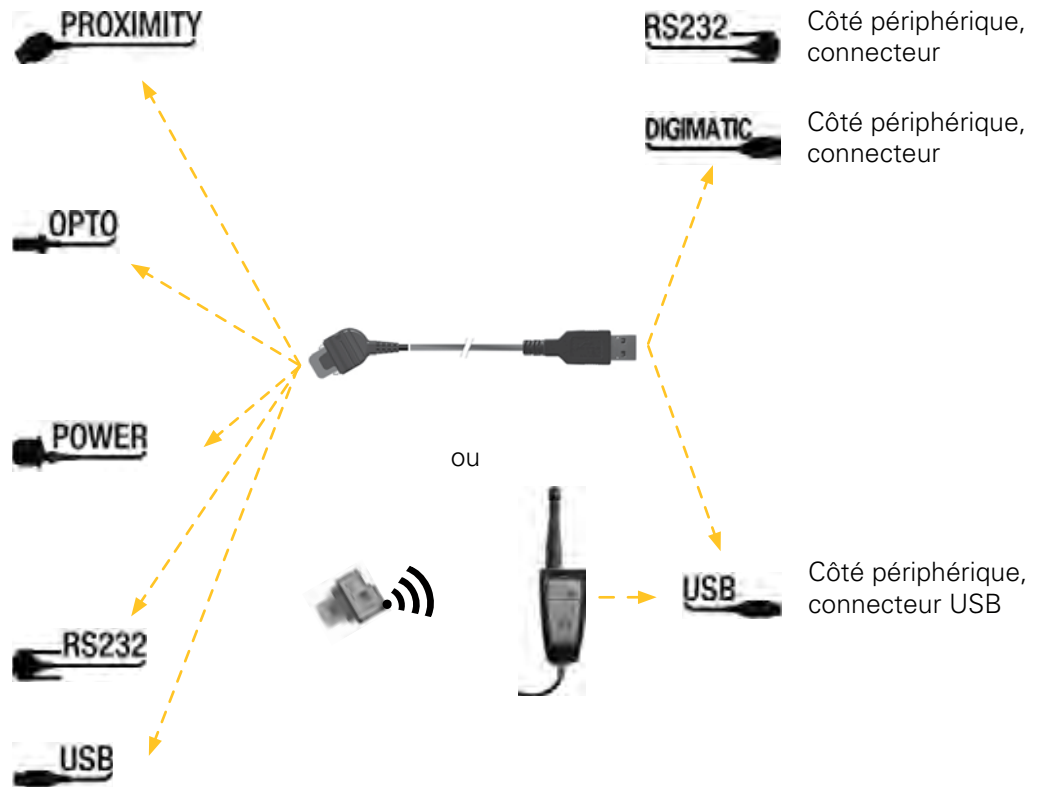 PROXIMITY
RS232
Côté périphérique,
connecteur
DIGIMATIC
Côté périphérique,
connecteur
OPTO
POWER
ou
USB
Côté périphérique,
connecteur USB
RS232
USB